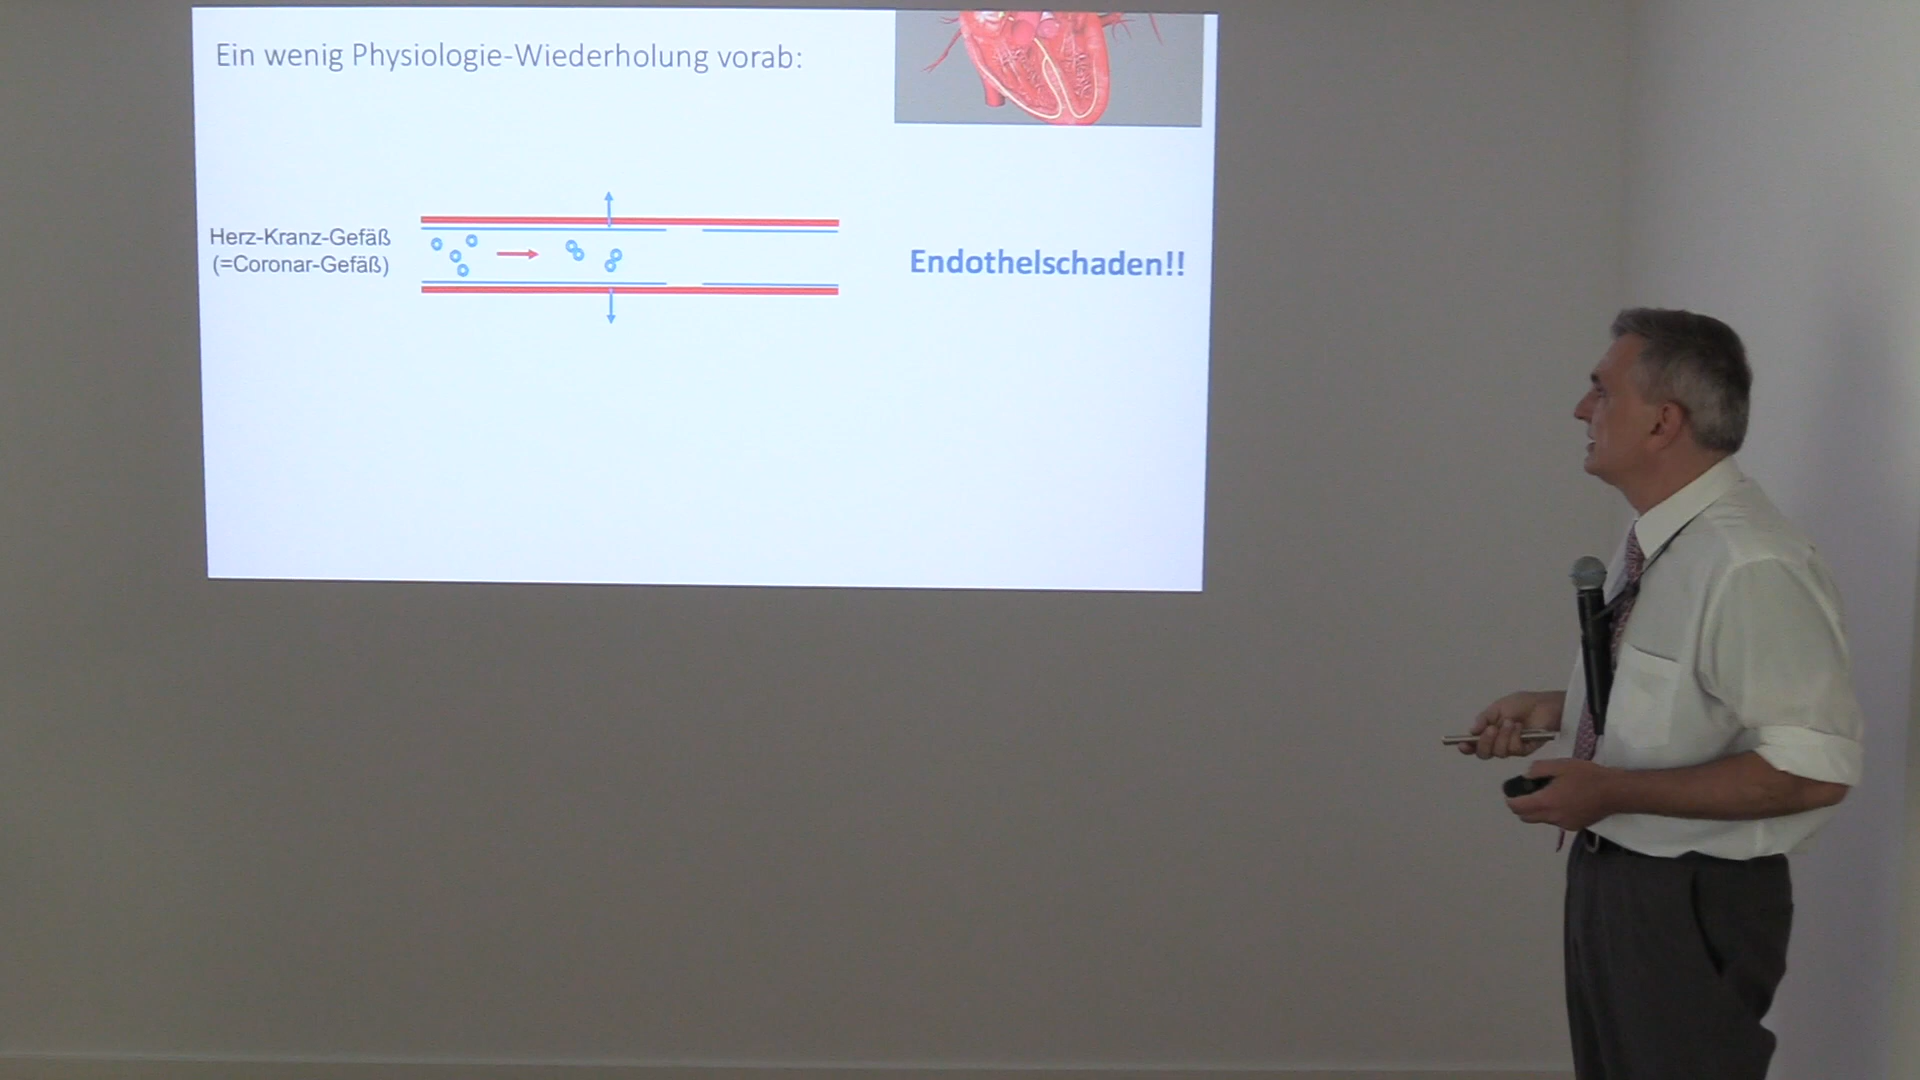 Ein wenig Physiologie-Wiederholung vorab:
Herz-Kranz-Gefäß
(=Coronar-Gefäß)
Endothelschaden!!